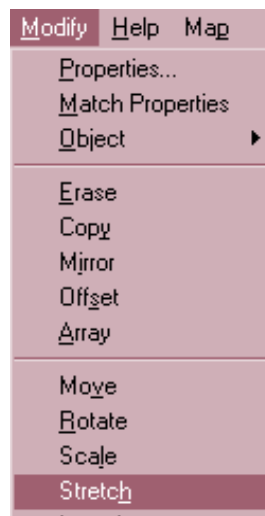 Modify Help Map
Properties...
Match Properties
Object
Erase
Copy
Mirror
Offset
Array
Move
Rotate
Scale
Stretch